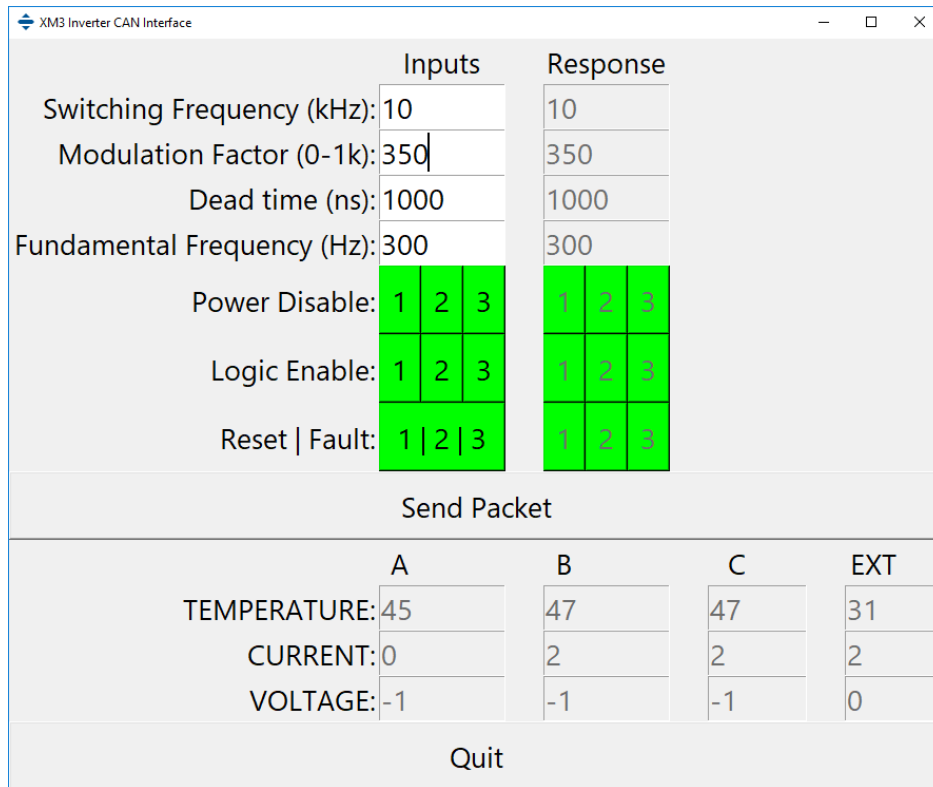 XM3 Inverter CAN Interface
Inputs Response
Switching Frequency (kHz): 10 10
Modulation Factor (0-1k): 350 350
Dead time (ns): 1000 1000
Fundamental Frequency (Hz): 300 300
Power Disable: 1 2 3 1 2 3
Logic Enable: 1 2 3 1 2 3
Reset | Fault: 1 | 2 | 3 1 2 3
Send Packet
A B C EXT
TEMPERATURE: 45 47 47 31
CURRENT: 0 2 2 2
VOLTAGE: -1 -1 -1 0
Quit